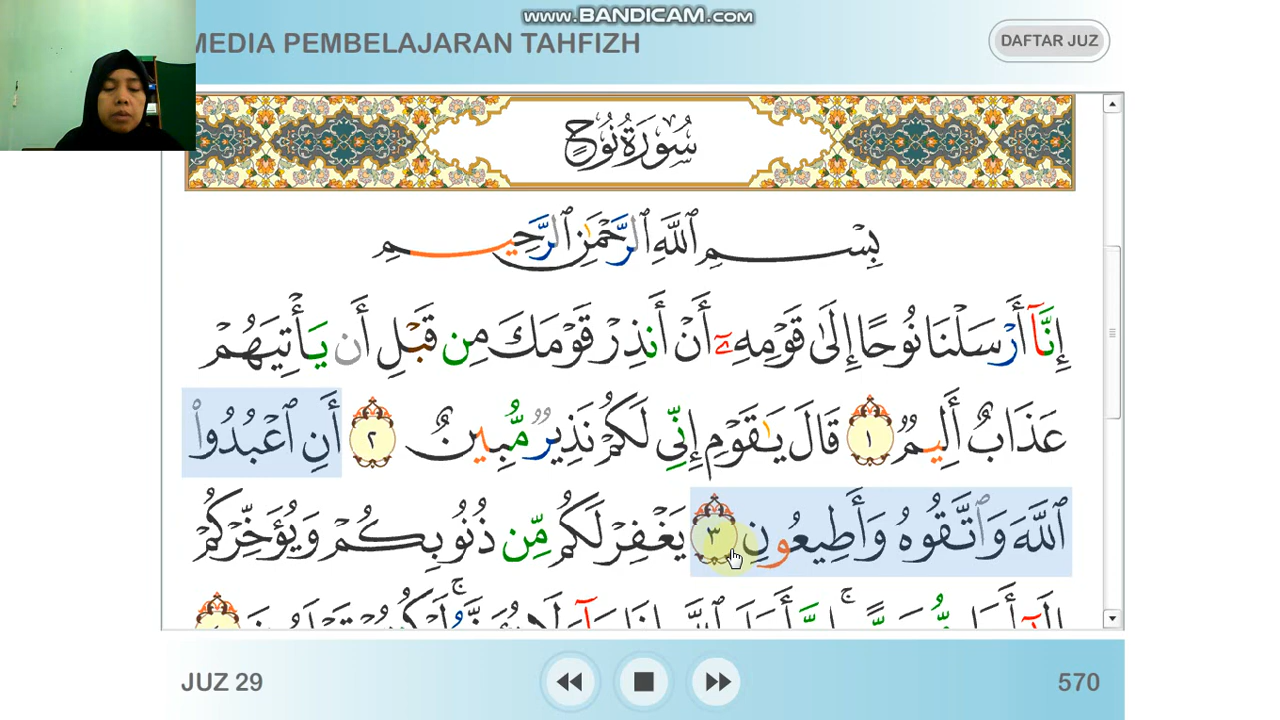 www.BANDICAM.com
MEDIA PEMBELAJARAN TAHFIZH
DAFTAR JUZ
سُورَةُ نُوحٍ
بِسْمِ ٱللَّهِ ٱلرَّحْمَٰنِ ٱلرَّحِيمِ
إِنَّآ أَرْسَلْنَا نُوحًا إِلَىٰ قَوْمِهِۦٓ أَنْ أَنذِرْ قَوْمَكَ مِن قَبْلِ أَن يَأْتِيَهُمْ
عَذَابٌ أَلِيمٌ ١ قَالَ يَٰقَوْمِ إِنِّى لَكُمْ نَذِيرٌ مُّبِينٌ ٢ أَنِ ٱعْبُدُوا۟
ٱللَّهَ وَٱتَّقُوهُ وَأَطِيعُونِ ٣ يَغْفِرْ لَكُم مِّن ذُنُوبِكُمْ وَيُؤَخِّرْكُمْ
JUZ 29
570